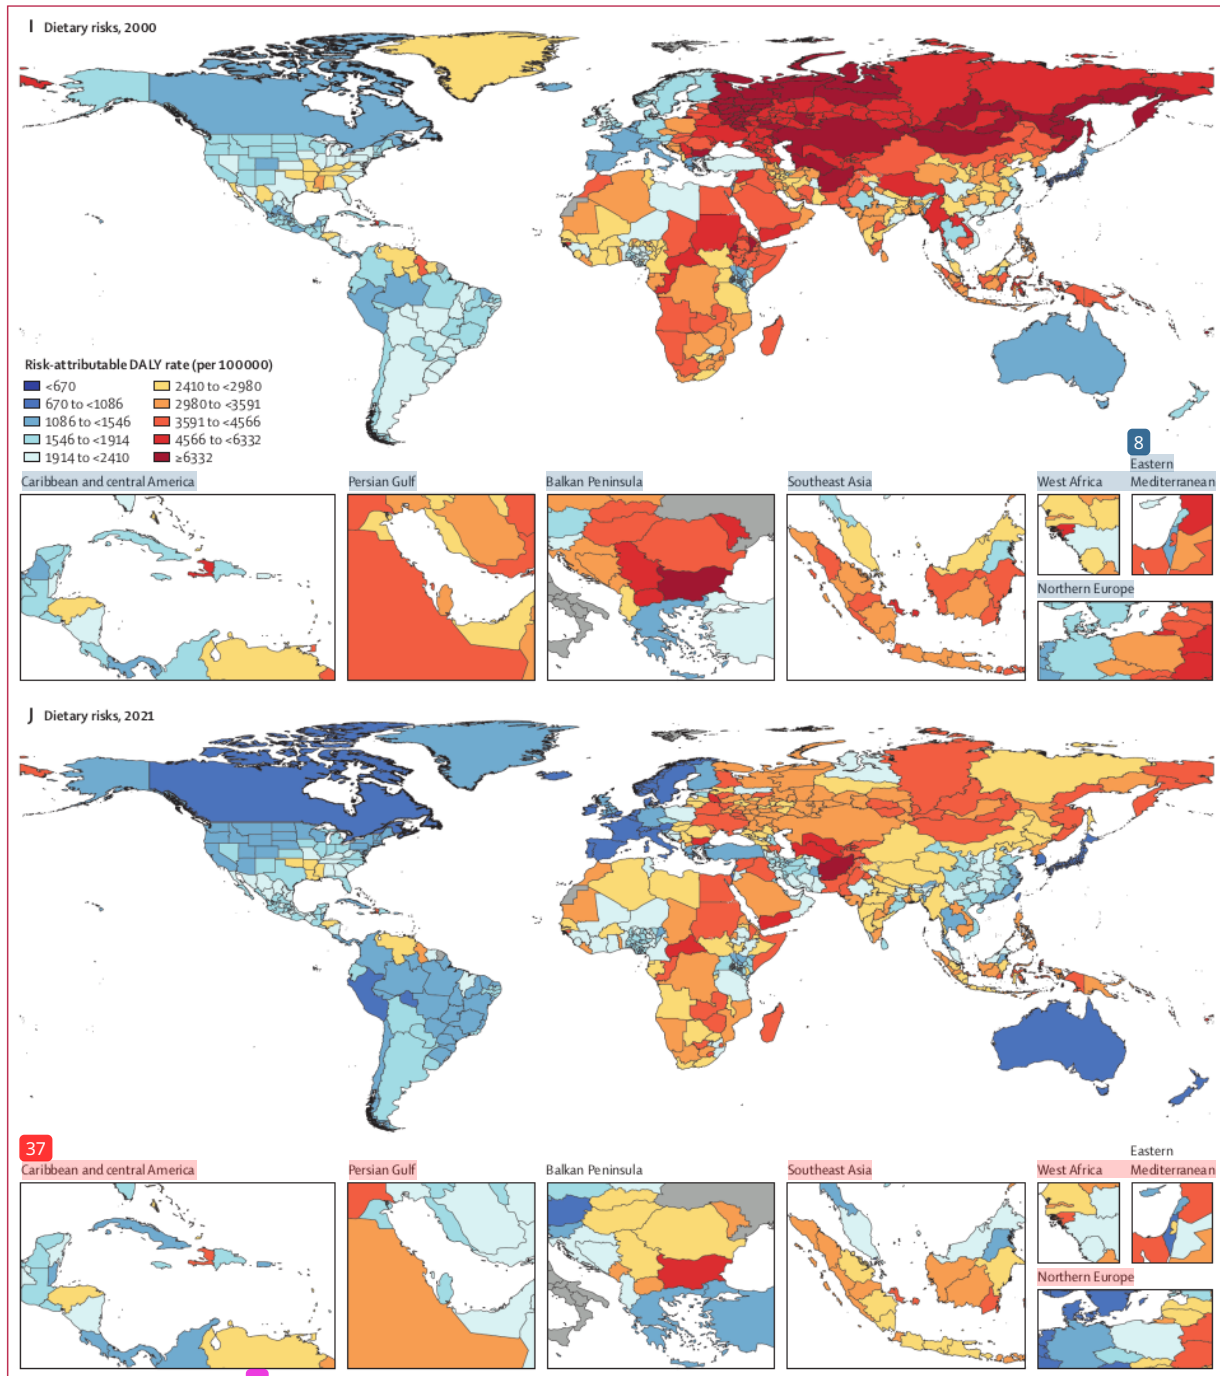 I Dietary risks, 2000
Risk-attributable DALY rate (per 100000)
<670
670 to <1086
1086 to <1546
1546 to <1914
1914 to <2410
2410 to <2980
2980 to <3591
3591 to <4566
4566 to <6332
≥6332
8
Caribbean and central America
Persian Gulf
Balkan Peninsula
Southeast Asia
West Africa
Eastern
Mediterranean
Northern Europe
J Dietary risks, 2021
37
Caribbean and central America
Persian Gulf
Balkan Peninsula
Southeast Asia
West Africa
Eastern
Mediterranean
Northern Europe